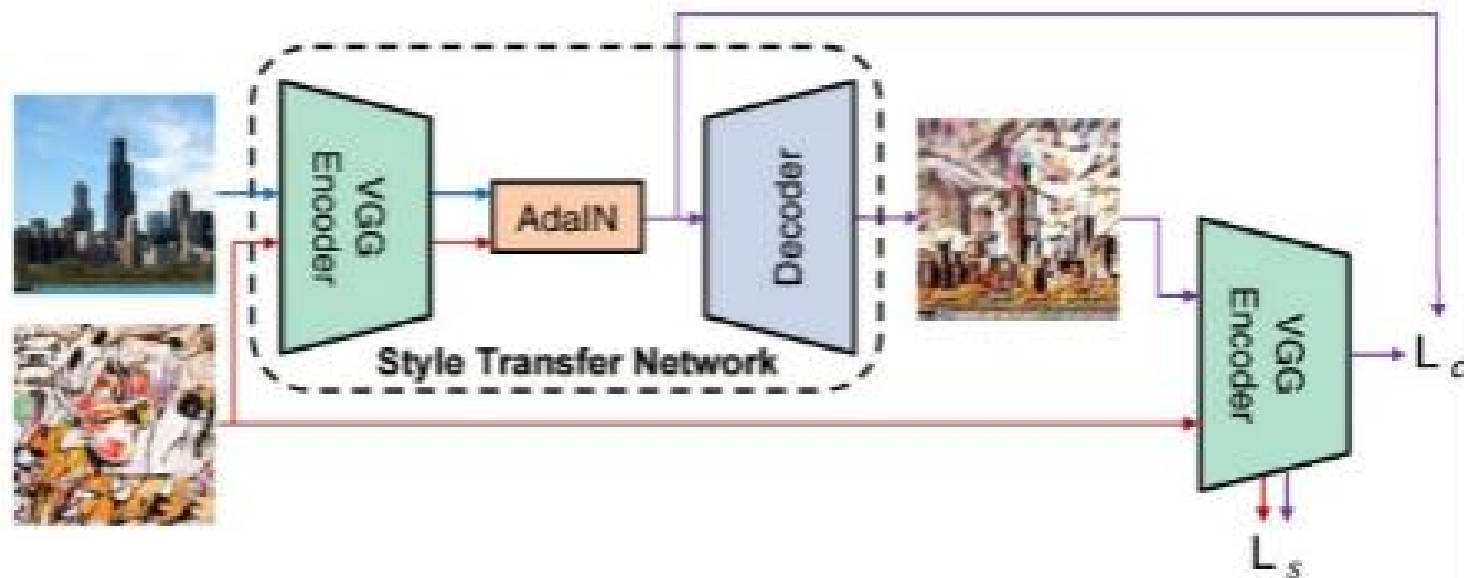 VGG
Encoder
AdaIN
Decoder
Style Transfer Network
VGG
Encoder
L c
L s